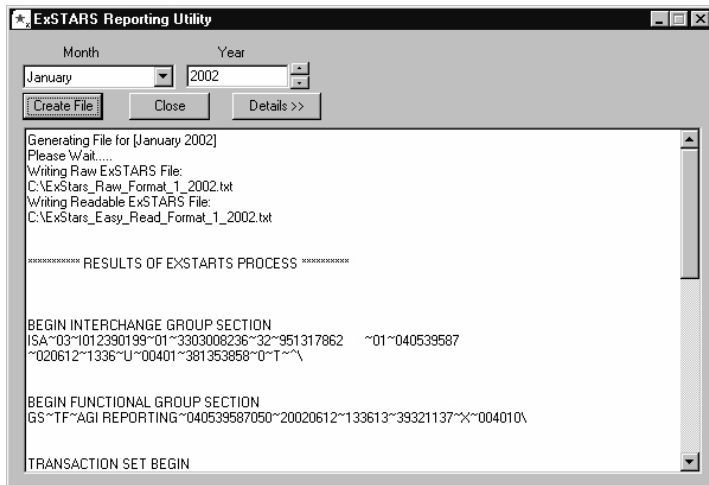 ExSTARS Reporting Utility
Month Year
January 2002
Create File Close Details >>
Generating File for [January 2002]
Please Wait.....
Writing Raw ExSTARS File:
C:\ExStars_Raw_Format_1_2002.txt
Writing Readable ExSTARS File:
C:\ExStars_Easy_Read_Format_1_2002.txt
*********** RESULTS OF EXSTARTS PROCESS **********
BEGIN INTERCHANGE GROUP SECTION
ISA~03~I012390199~01~3303008236~32~951317862 ~01~040539587
~020612~1336~U~00401~381353858~0~T~^\
BEGIN FUNCTIONAL GROUP SECTION
GS~TF~AGI REPORTING~040539587050~20020612~133613~39321137~X~004010\
TRANSACTION SET BEGIN